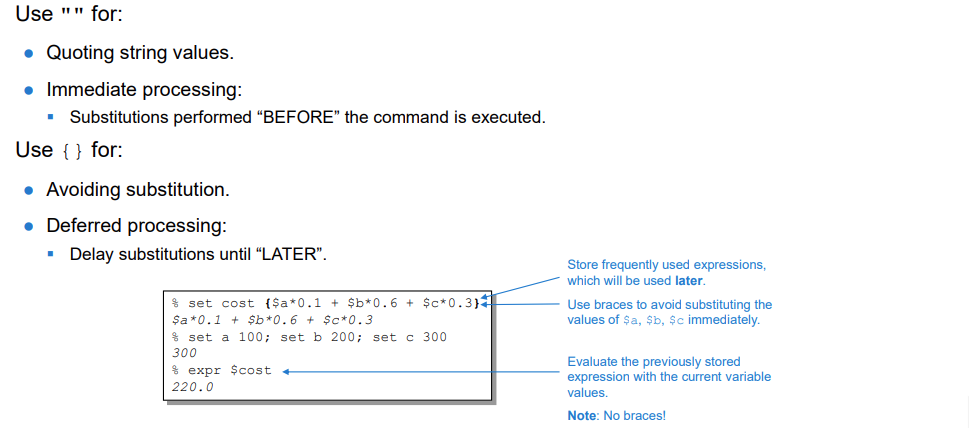 Use "" for:
● Quoting string values.
● Immediate processing:
▪ Substitutions performed “BEFORE” the command is executed.
Use {} for:
● Avoiding substitution.
● Deferred processing:
▪ Delay substitutions until “LATER”.
% set cost {$a*0.1 + $b*0.6 + $c*0.3}
$a*0.1 + $b*0.6 + $c*0.3
% set a 100; set b 200; set c 300
300
% expr $cost
220.0
Store frequently used expressions,
which will be used later.
Use braces to avoid substituting the
values of $a, $b, $c immediately.
Evaluate the previously stored
expression with the current variable
values.
Note: No braces!